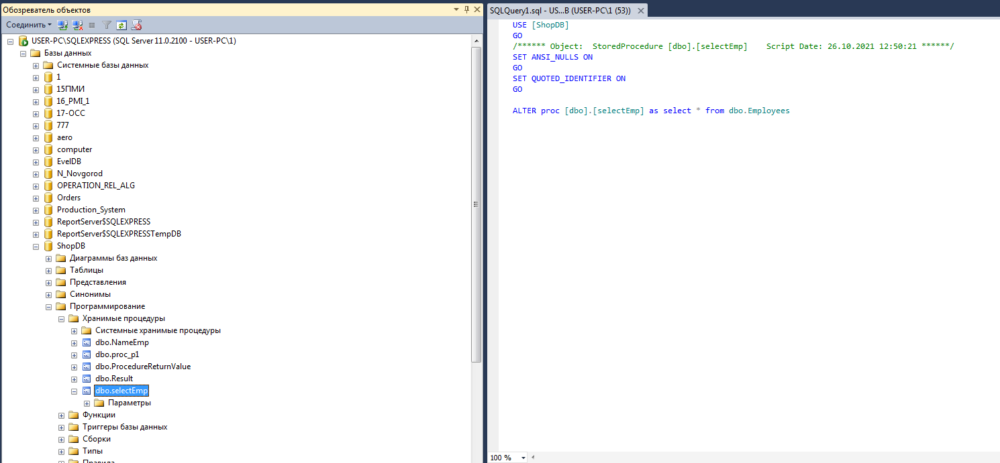 Обозреватель объектов
Соединить
USER-PC\SQLEXPRESS (SQL Server 11.0.2100 - USER-PC\1)
Базы данных
Системные базы данных
1
15ПМИ
16_PMI_1
17-ОСС
777
aero
computer
EvelDB
N_Novgorod
OPERATION_REL_ALG
Orders
Production_System
ReportServer$SQLEXPRESS
ReportServer$SQLEXPRESSTempDB
ShopDB
Диаграммы баз данных
Таблицы
Представления
Синонимы
Программирование
Хранимые процедуры
Системные хранимые процедуры
dbo.NameEmp
dbo.proc_p1
dbo.ProcedureReturnValue
dbo.Result
dbo.selectEmp
Параметры
Функции
Триггеры базы данных
Сборки
Типы
Правила
SQLQuery1.sql - US...B (USER-PC\1 (53))
USE [ShopDB]
GO
/****** Object:  StoredProcedure [dbo].[selectEmp]    Script Date: 26.10.2021 12:50:21 ******/
SET ANSI_NULLS ON
GO
SET QUOTED_IDENTIFIER ON
GO
ALTER proc [dbo].[selectEmp] as select * from dbo.Employees
100 %